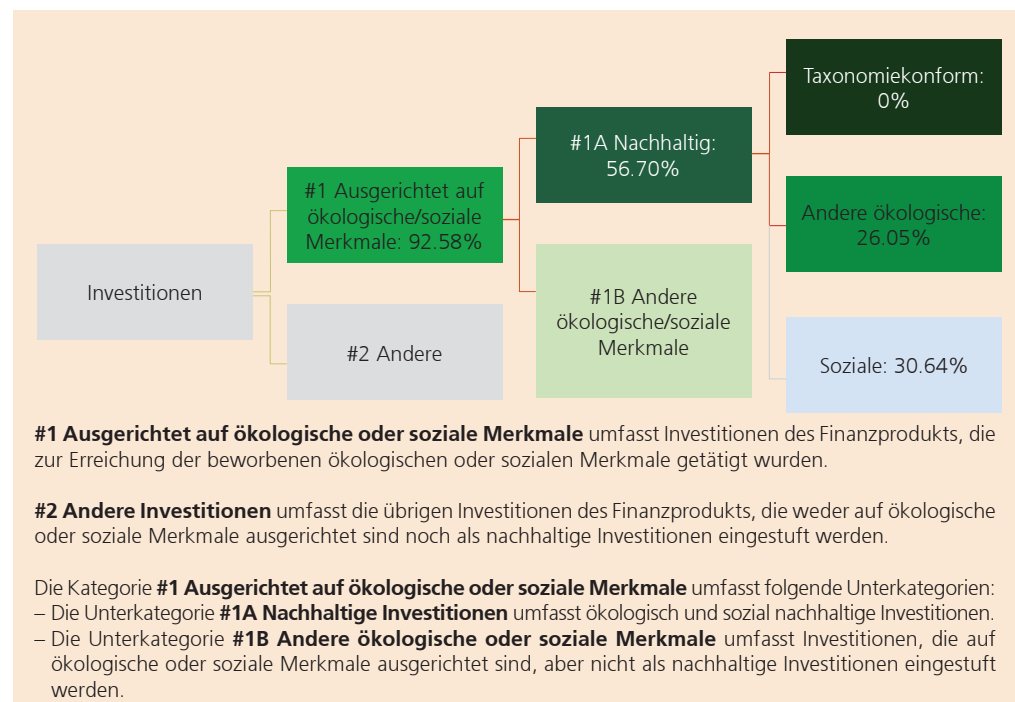 Investitionen
#1 Ausgerichtet auf
ökologische/soziale
Merkmale: 92.58%
#2 Andere
#1A Nachhaltig:
56.70%
#1B Andere
ökologische/soziale
Merkmale
Taxonomiekonform:
0%
Andere ökologische:
26.05%
Soziale: 30.64%
#1 Ausgerichtet auf ökologische oder soziale Merkmale umfasst Investitionen des Finanzprodukts, die
zur Erreichung der beworbenen ökologischen oder sozialen Merkmale getätigt wurden.
#2 Andere Investitionen umfasst die übrigen Investitionen des Finanzprodukts, die weder auf ökologische
oder soziale Merkmale ausgerichtet sind noch als nachhaltige Investitionen eingestuft werden.
Die Kategorie #1 Ausgerichtet auf ökologische oder soziale Merkmale umfasst folgende Unterkategorien:
– Die Unterkategorie #1A Nachhaltige Investitionen umfasst ökologisch und sozial nachhaltige Investitionen.
– Die Unterkategorie #1B Andere ökologische oder soziale Merkmale umfasst Investitionen, die auf
ökologische oder soziale Merkmale ausgerichtet sind, aber nicht als nachhaltige Investitionen eingestuft
werden.